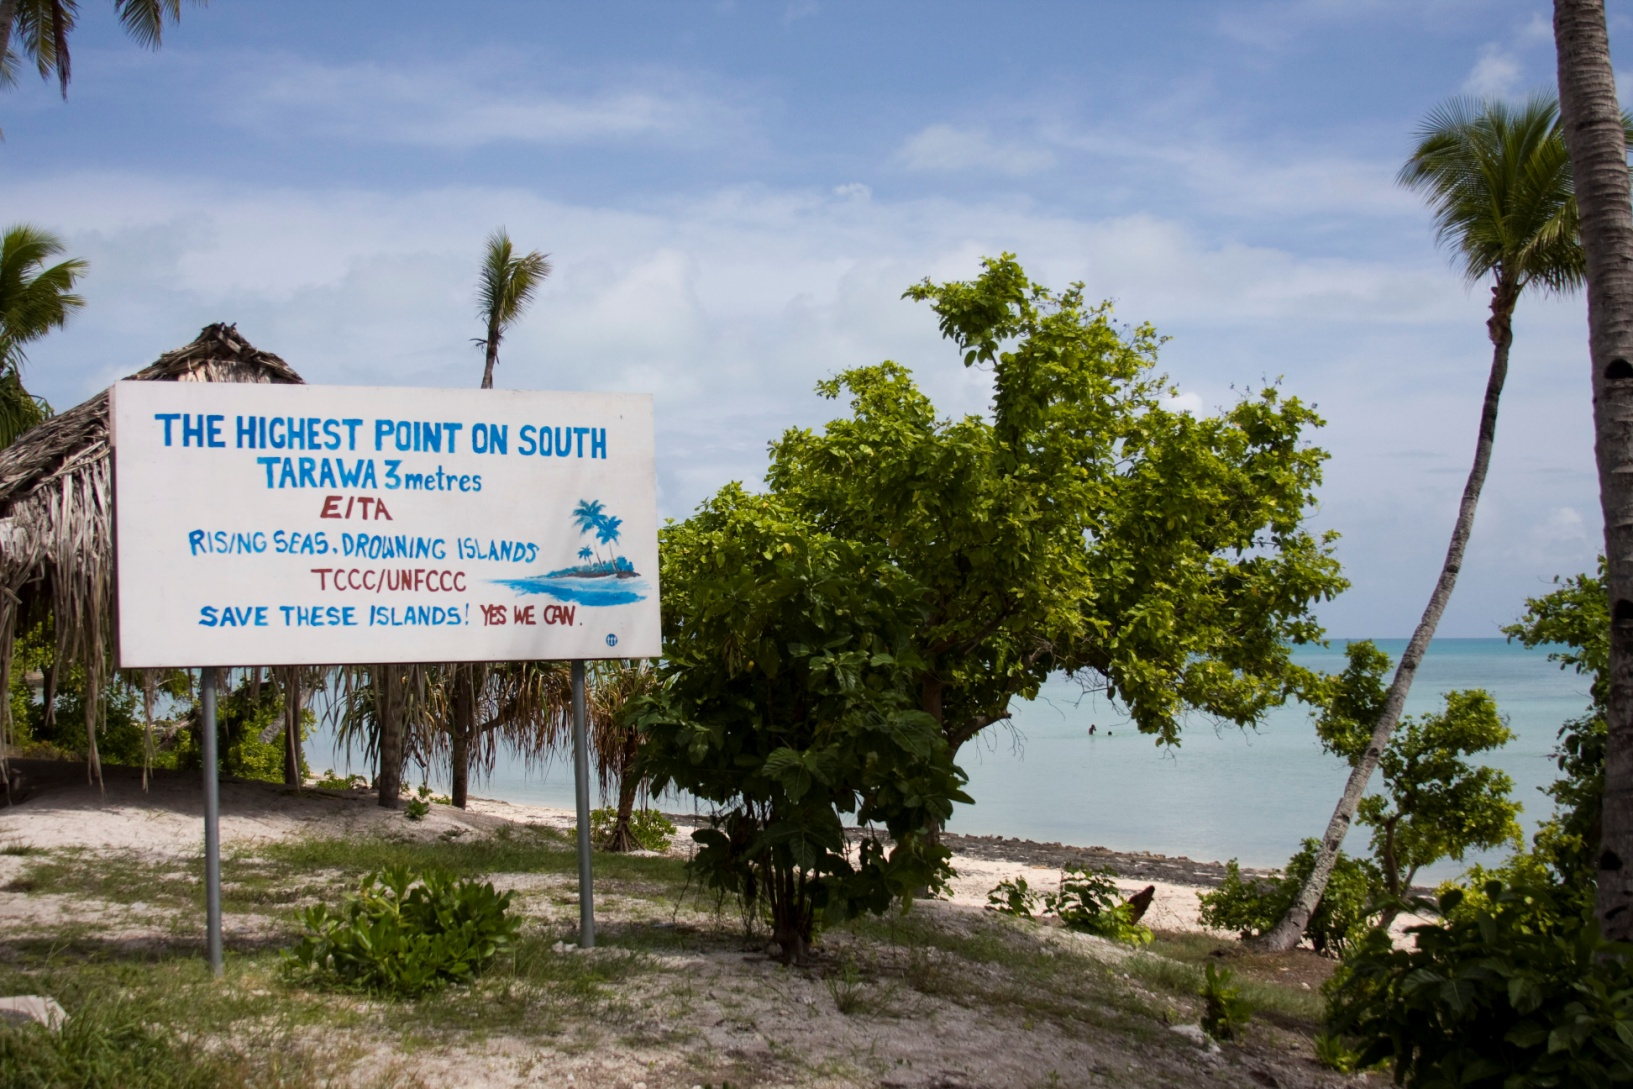 THE HIGHEST POINT ON SOUTH
TARAWA 3metres
EITA
RISING SEAS. DROWNING ISLANDS
TCCC/UNFCCC
SAVE THESE ISLANDS! YES WE CAN.